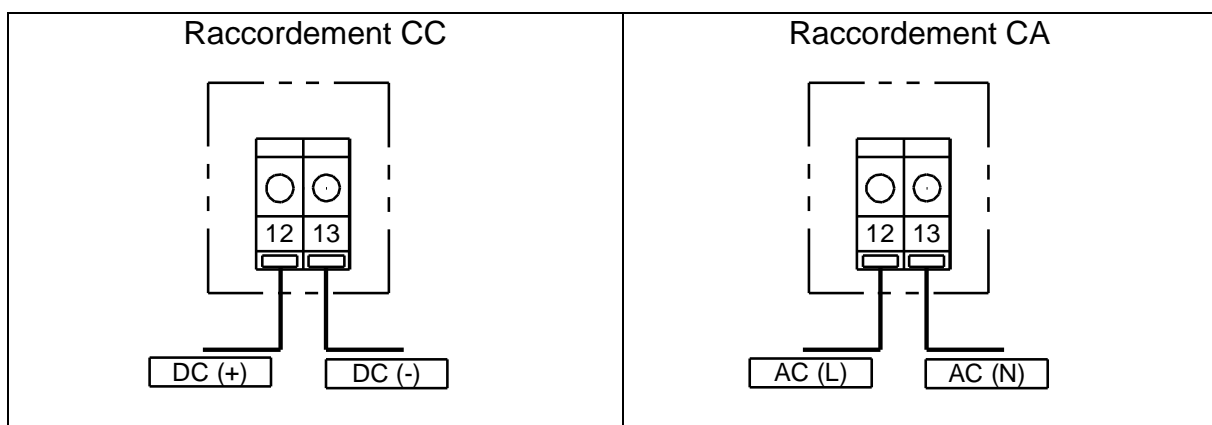 Raccordement CC
12 13
DC (+) DC (-)
Raccordement CA
12 13
AC (L) AC (N)